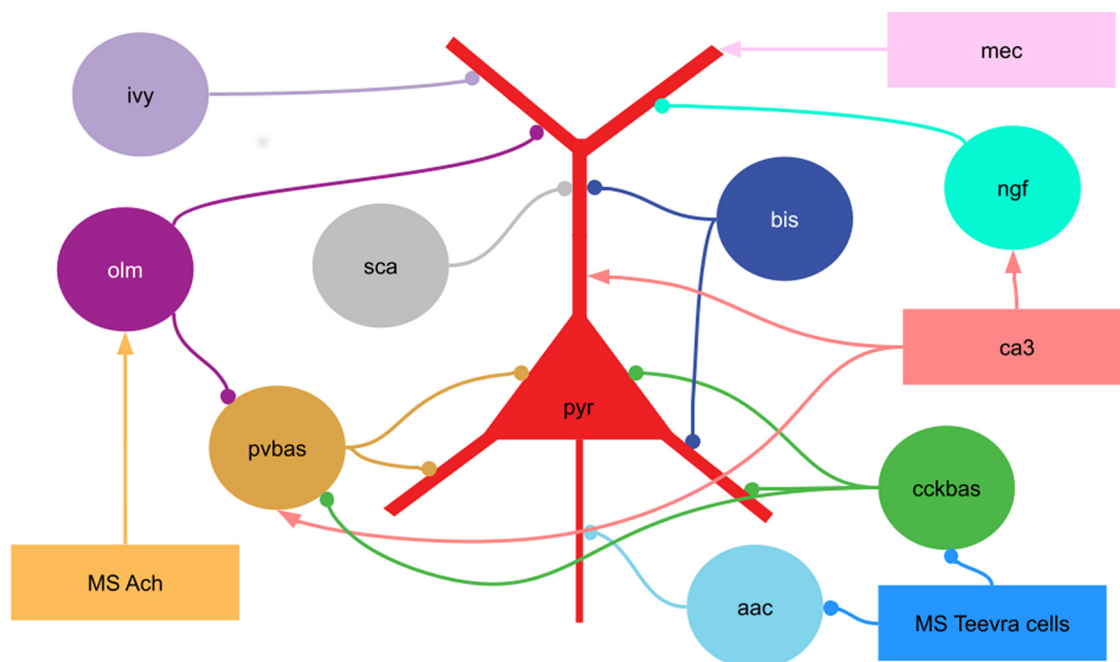 mec
ivy
ngf
bis
sca
olm
ca3
pyr
pvbas
cckbas
MS Ach
aac
MS Teevra cells